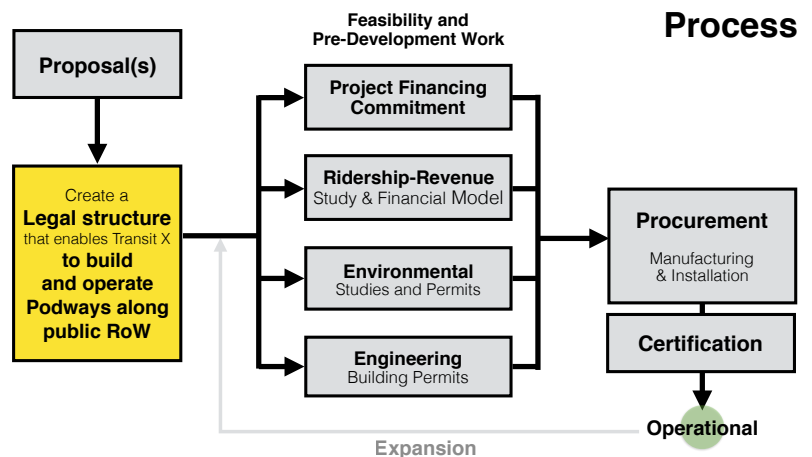 Process
Feasibility and
Pre-Development Work
Proposal(s)
Create a
Legal structure
that enables Transit X
to build
and operate
Podways along
public RoW
Project Financing
Commitment
Ridership-Revenue
Study & Financial Model
Environmental
Studies and Permits
Engineering
Building Permits
Procurement
Manufacturing
& Installation
Certification
Operational
Expansion